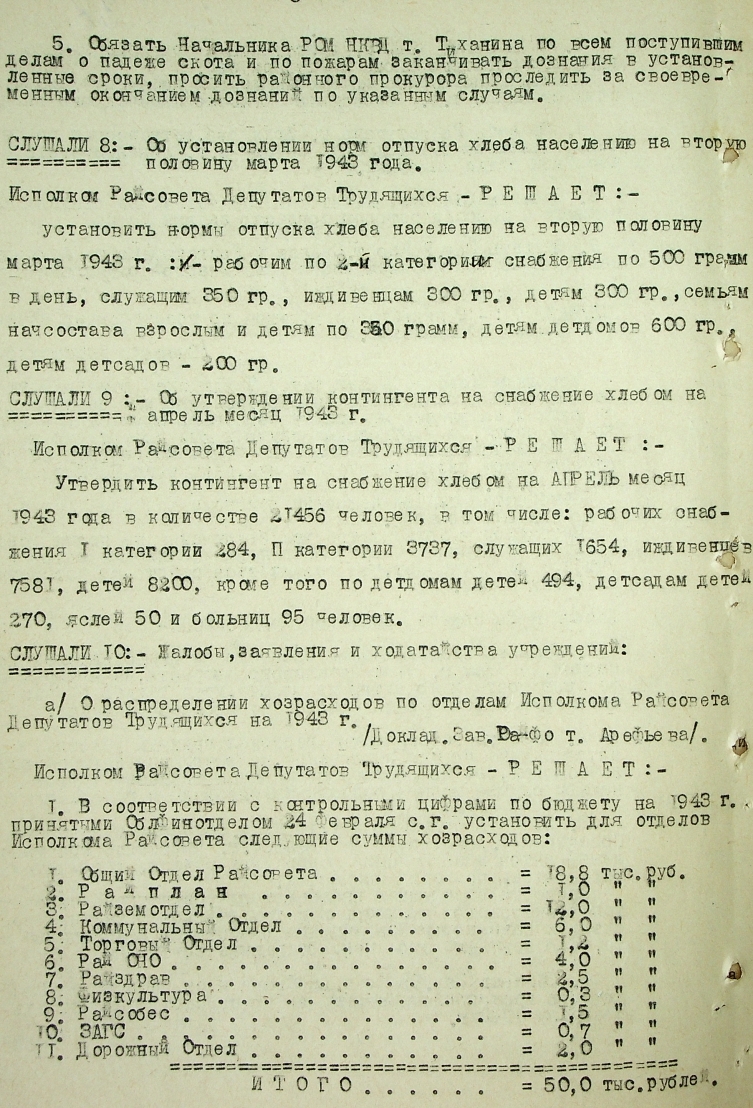 5. Обязать Начальника РОМ НКВД т. Тиханина по всем поступившим
делам о падеже скота и по пожарам заканчивать дознания в установ-
ленные сроки, просить районного прокурора проследить за своевре-
менным окончанием дознаний по указанным случаям.
СЛУШАЛИ 8:- Об установлении норм отпуска хлеба населению на вторую
========== половину марта 1943 года.
Исполком Райсовета Депутатов Трудящихся - Р Е Ш А Е Т :-
установить нормы отпуска хлеба населению на вторую половину
марта 1943 г. :- рабочим по 2-й категории снабжения по 500 грамм
в день, служащим 350 гр., иждивенцам 300 гр., детям 300 гр., семьям
начсостава взрослым и детям по 350 грамм, детям детдомов 600 гр.,
детям детсадов - 200 гр.
СЛУШАЛИ 9 :- Об утверждении контингента на снабжение хлебом на
=========== апрель месяц 1943 г.
Исполком Райсовета Депутатов Трудящихся - Р Е Ш А Е Т :-
Утвердить контингент на снабжение хлебом на АПРЕЛЬ месяц
1943 года в количестве 21456 человек, в том числе: рабочих снаб-
жения I категории 284, П категории 3737, служащих 1654, иждивенцев
7581, детей 8200, кроме того по детдомам детей 494, детсадам детей
270, яслей 50 и больниц 95 человек.
СЛУШАЛИ 10:- Жалобы, заявления и ходатайства учреждений:
============
а/ О распределении хозрасходов по отделам Исполкома Райсовета
Депутатов Трудящихся на 1943 г.
/Доклад.Зав.Рай-Фо т. Арефьева/.
Исполком Райсовета Депутатов Трудящихся - Р Е Ш А Е Т :-
1. В соответствии с контрольными цифрами по бюджету на 1943 г.
принятыми Облфинотделом 24 февраля с.г. установить для отделов
Исполкома Райсовета следующие суммы хозрасходов:
1. Общий Отдел Райсовета . . . . . . . . = 18,8 тыс.руб.
2. Р а й п л а н . . . . . . . . . . = 1,0 " "
3. Райземотдел . . . . . . . . . . . = 12,0 " "
4. Коммунальный Отдел . . . . . . . . = 6,0 " "
5. Торговый Отдел . . . . . . . . . . = 1,2 " "
6. Рай ОНО . . . . . . . . . . . . . = 4,0 " "
7. Райздрав . . . . . . . . . . . . . = 2,5 " "
8. Физкультура . . . . . . . . . . . = 0,3 " "
9. Райсобес . . . . . . . . . . . . . = 1,5 " "
10. ЗАГС . . . . . . . . . . . . . . = 0,7 " "
11. Дорожный Отдел . . . . . . . . . . = 2,0 " "
==========================================
И Т О Г О . . . . . . = 50,0 тыс.рублей.